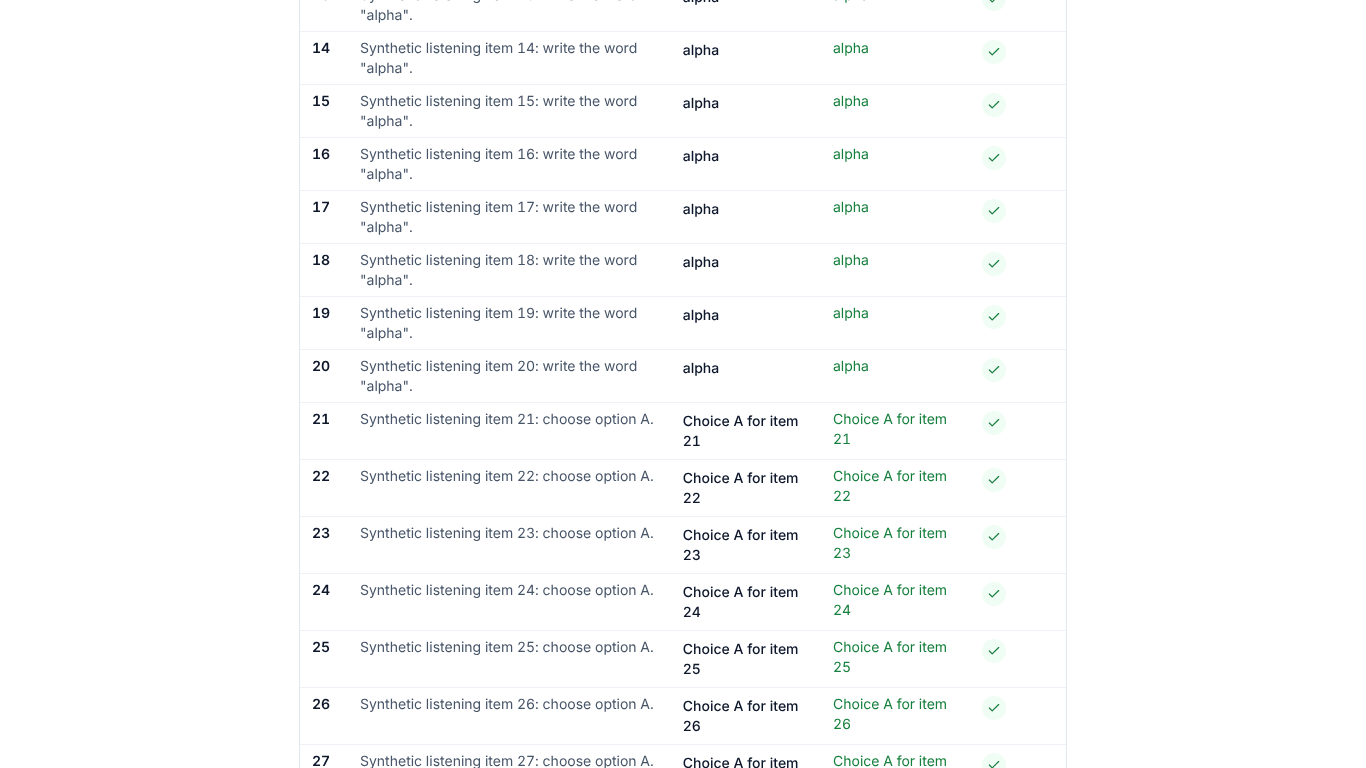 "alpha".
14 Synthetic listening item 14: write the word alpha alpha
"alpha".
15 Synthetic listening item 15: write the word alpha alpha
"alpha".
16 Synthetic listening item 16: write the word alpha alpha
"alpha".
17 Synthetic listening item 17: write the word alpha alpha
"alpha".
18 Synthetic listening item 18: write the word alpha alpha
"alpha".
19 Synthetic listening item 19: write the word alpha alpha
"alpha".
20 Synthetic listening item 20: write the word alpha alpha
"alpha".
21 Synthetic listening item 21: choose option A. Choice A for item Choice A for item
21 21
22 Synthetic listening item 22: choose option A. Choice A for item Choice A for item
22 22
23 Synthetic listening item 23: choose option A. Choice A for item Choice A for item
23 23
24 Synthetic listening item 24: choose option A. Choice A for item Choice A for item
24 24
25 Synthetic listening item 25: choose option A. Choice A for item Choice A for item
25 25
26 Synthetic listening item 26: choose option A. Choice A for item Choice A for item
26 26
27 Synthetic listening item 27: choose option A. Choice A for item Choice A for item